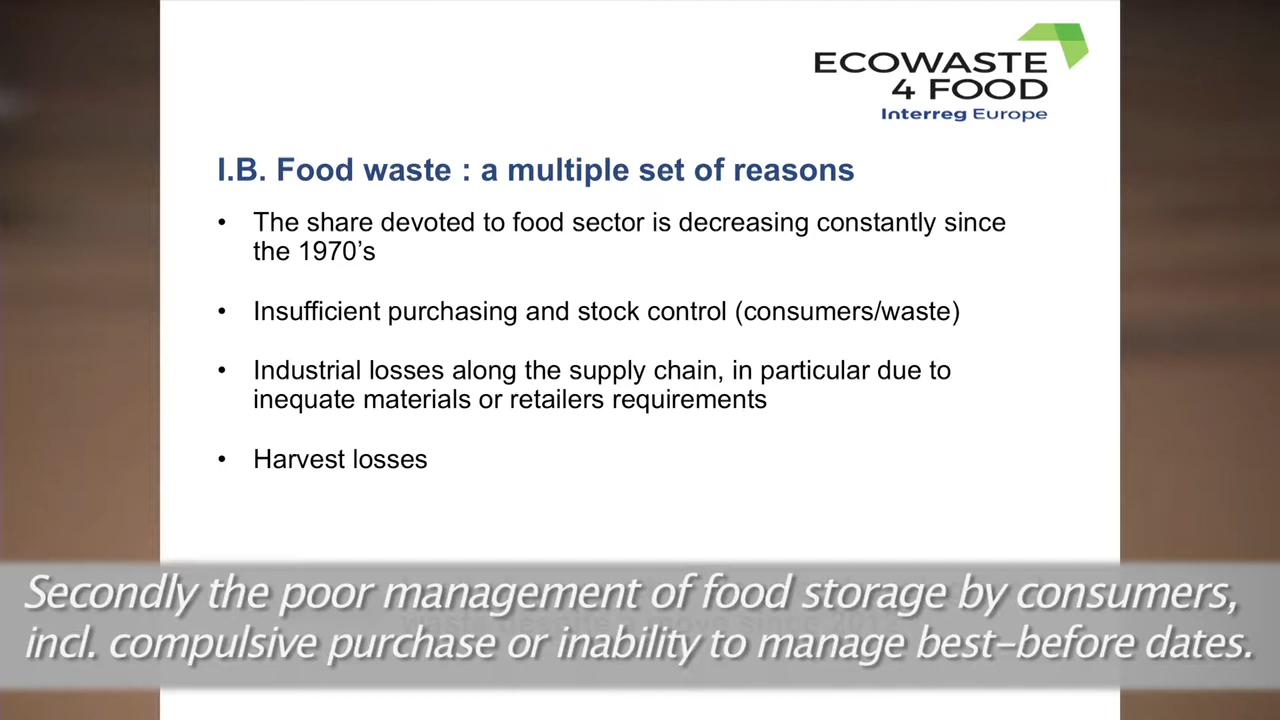 ECOWASTE
4 FOOD
Interreg Europe
I.B. Food waste : a multiple set of reasons
• The share devoted to food sector is decreasing constantly since
the 1970’s
• Insufficient purchasing and stock control (consumers/waste)
• Industrial losses along the supply chain, in particular due to
inequate materials or retailers requirements
• Harvest losses
Secondly the poor management of food storage by consumers,
incl. compulsive purchase or inability to manage best-before dates.